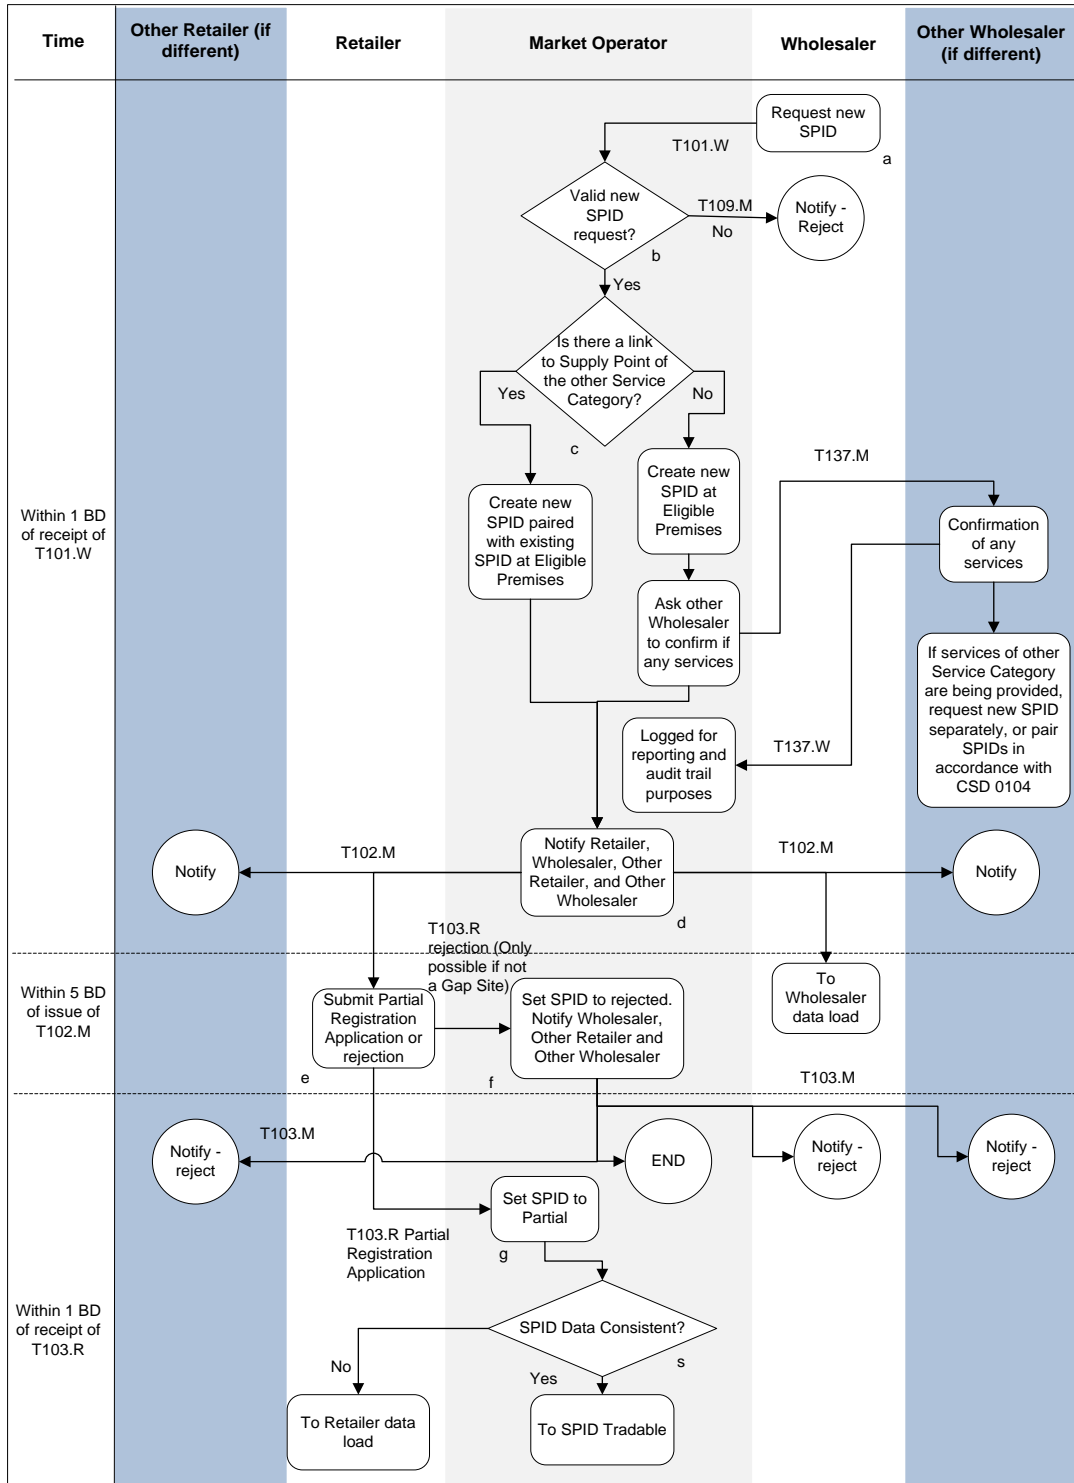 Time
Other Retailer (if
different)
Retailer
Market Operator
Wholesaler
Other Wholesaler
(if different)
Request new
SPID
a
T101.W
Valid new
SPID
request?
b
T109.M
No
Notify -
Reject
Yes
Is there a link
to Supply Point of
the other Service
Category?
c
Yes
No
Within 1 BD
of receipt of
T101.W
Create new
SPID paired
with existing
SPID at Eligible
Premises
Create new
SPID at
Eligible
Premises
T137.M
Confirmation
of any
services
Ask other
Wholesaler
to confirm if
any services
If services of other
Service Category
are being provided,
request new SPID
separately, or pair
SPIDs in
accordance with
CSD 0104
Logged for
reporting and
audit trail
purposes
T137.W
Notify
T102.M
Notify Retailer,
Wholesaler, Other
Retailer, and Other
Wholesaler
d
T102.M
Notify
T103.R
rejection (Only
possible if not
a Gap Site)
Within 5 BD
of issue of
T102.M
Submit Partial
Registration
Application or
rejection
e
Set SPID to rejected.
Notify Wholesaler,
Other Retailer and
Other Wholesaler
f
To
Wholesaler
data load
T103.M
Notify -
reject
T103.M
END
Notify -
reject
Notify -
reject
Set SPID to
Partial
g
T103.R Partial
Registration
Application
Within 1 BD
of receipt of
T103.R
SPID Data Consistent?
s
No
Yes
To Retailer data
load
To SPID Tradable